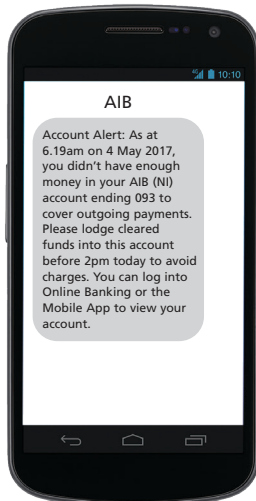 4G 10:10
AIB
Account Alert: As at
6.19am on 4 May 2017,
you didn’t have enough
money in your AIB (NI)
account ending 093 to
cover outgoing payments.
Please lodge cleared
funds into this account
before 2pm today to avoid
charges. You can log into
Online Banking or the
Mobile App to view your
account.